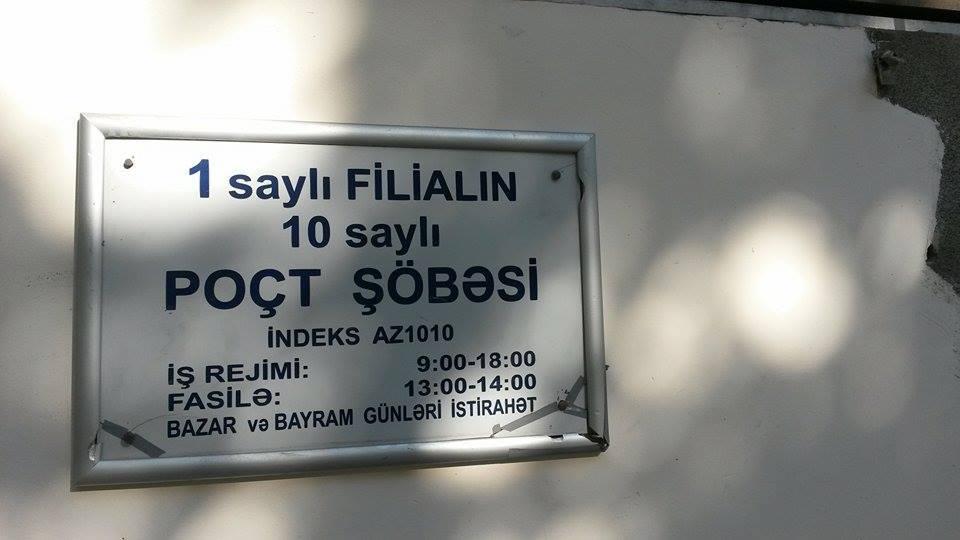 1 saylı FİLİALIN
10 saylı
POÇT ŞÖBƏSİ
İNDEKS AZ1010
İŞ REJİMİ: 9:00-18:00
FASİLƏ: 13:00-14:00
BAZAR və BAYRAM GÜNLƏRİ İSTİRAHƏT